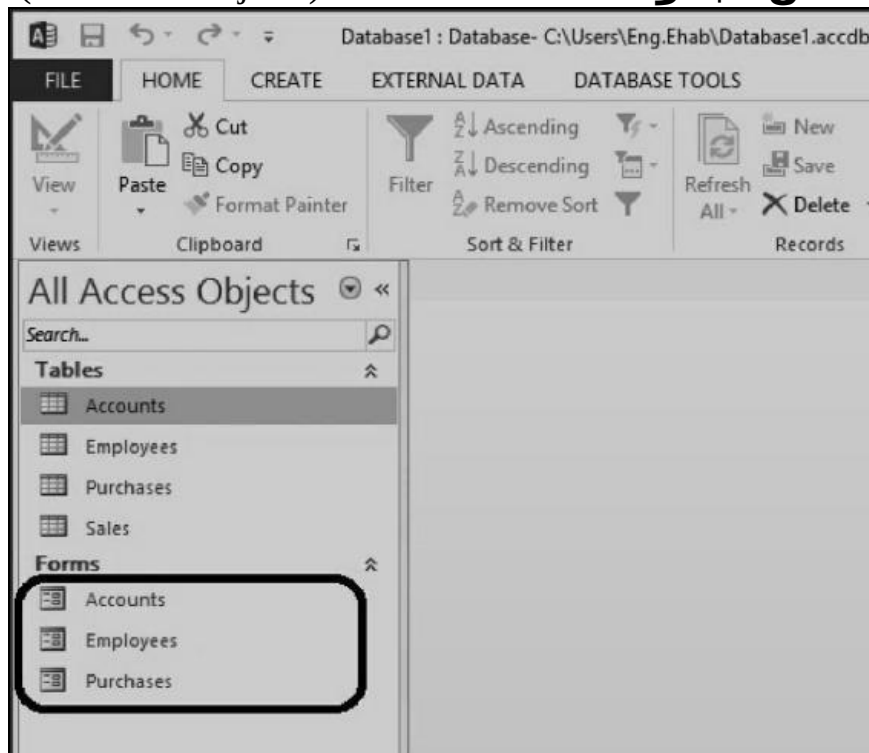 Database1 : Database- C:\Users\Eng.Ehab\Database1.accdb
FILE HOME CREATE EXTERNAL DATA DATABASE TOOLS
View
Views
Paste
Cut
Copy
Format Painter
Clipboard
Filter
Ascending
Descending
Remove Sort
Sort & Filter
Refresh
All
New
Save
Delete
Records
All Access Objects
Search...
Tables
Accounts
Employees
Purchases
Sales
Forms
Accounts
Employees
Purchases